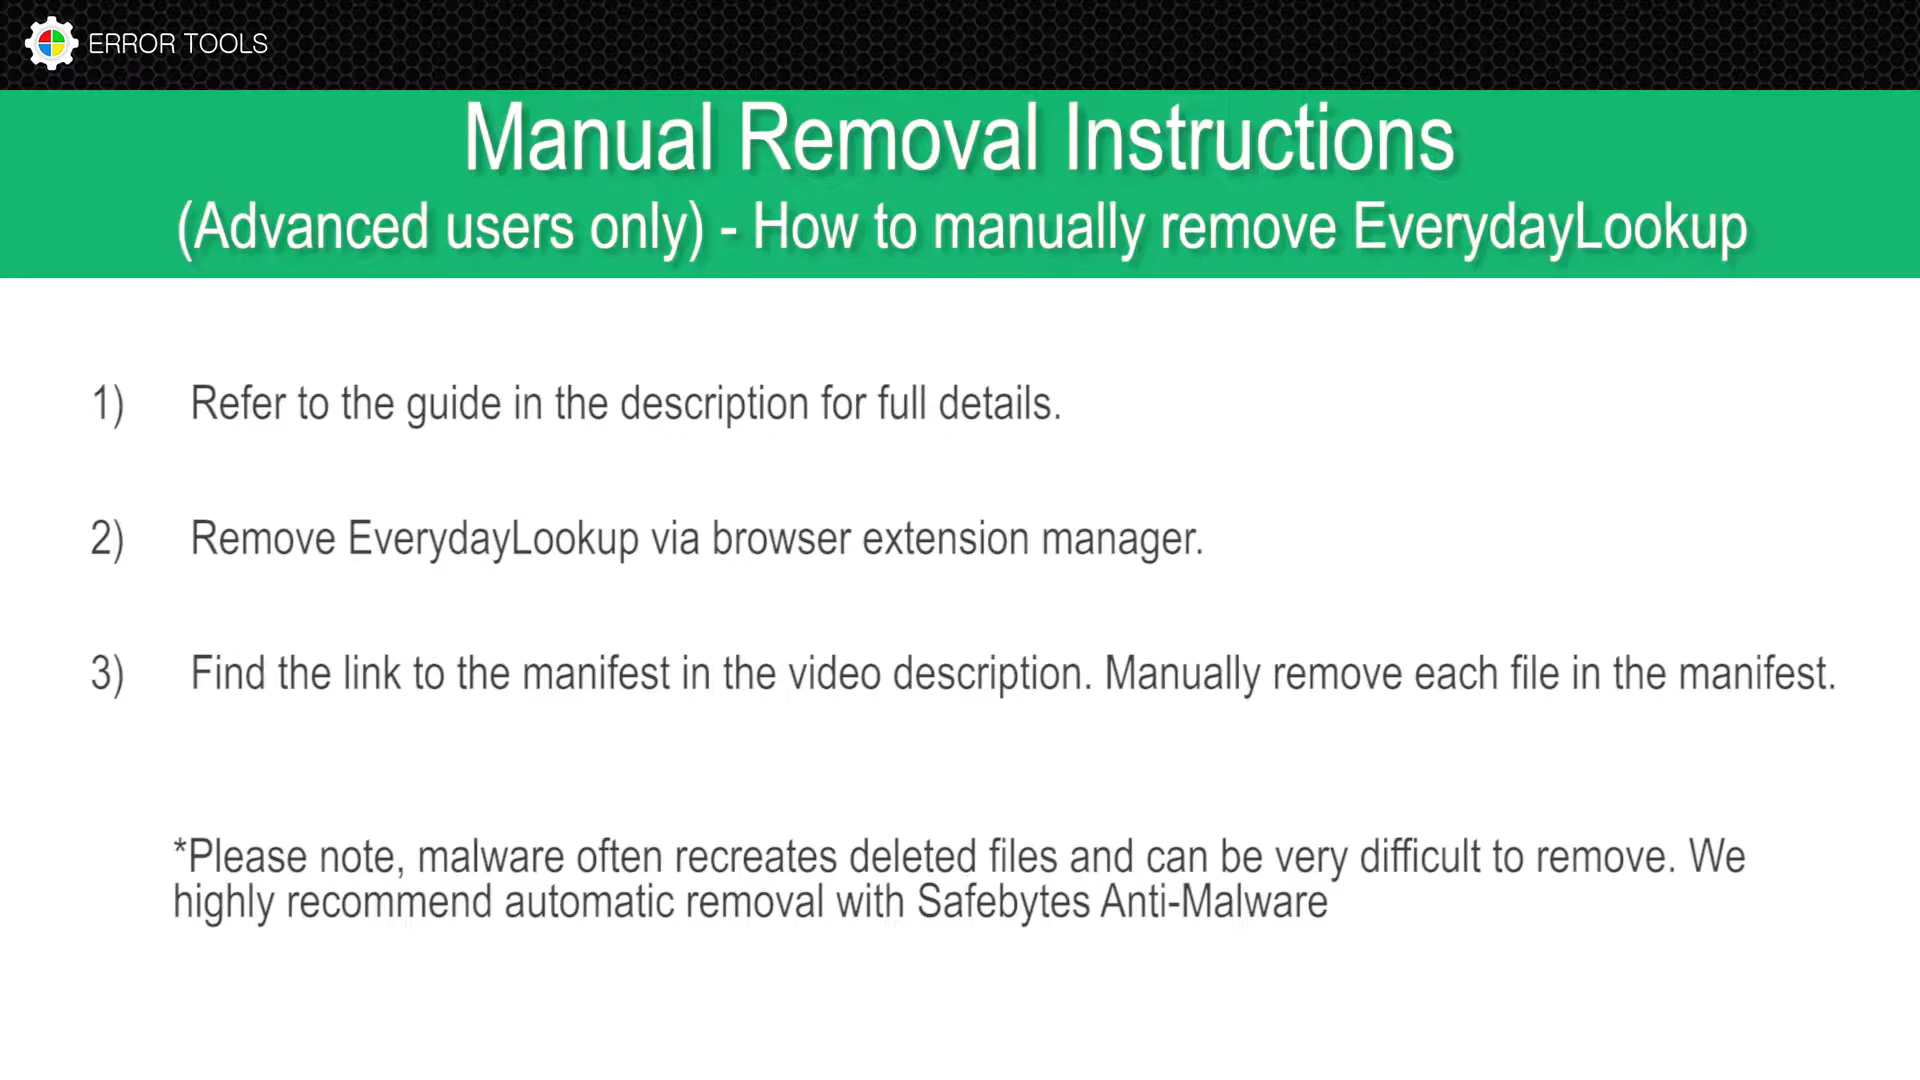 ERROR TOOLS
Manual Removal Instructions
(Advanced users only) - How to manually remove EverydayLookup
1) Refer to the guide in the description for full details.
2) Remove EverydayLookup via browser extension manager.
3) Find the link to the manifest in the video description. Manually remove each file in the manifest.
*Please note, malware often recreates deleted files and can be very difficult to remove. We
highly recommend automatic removal with Safebytes Anti-Malware